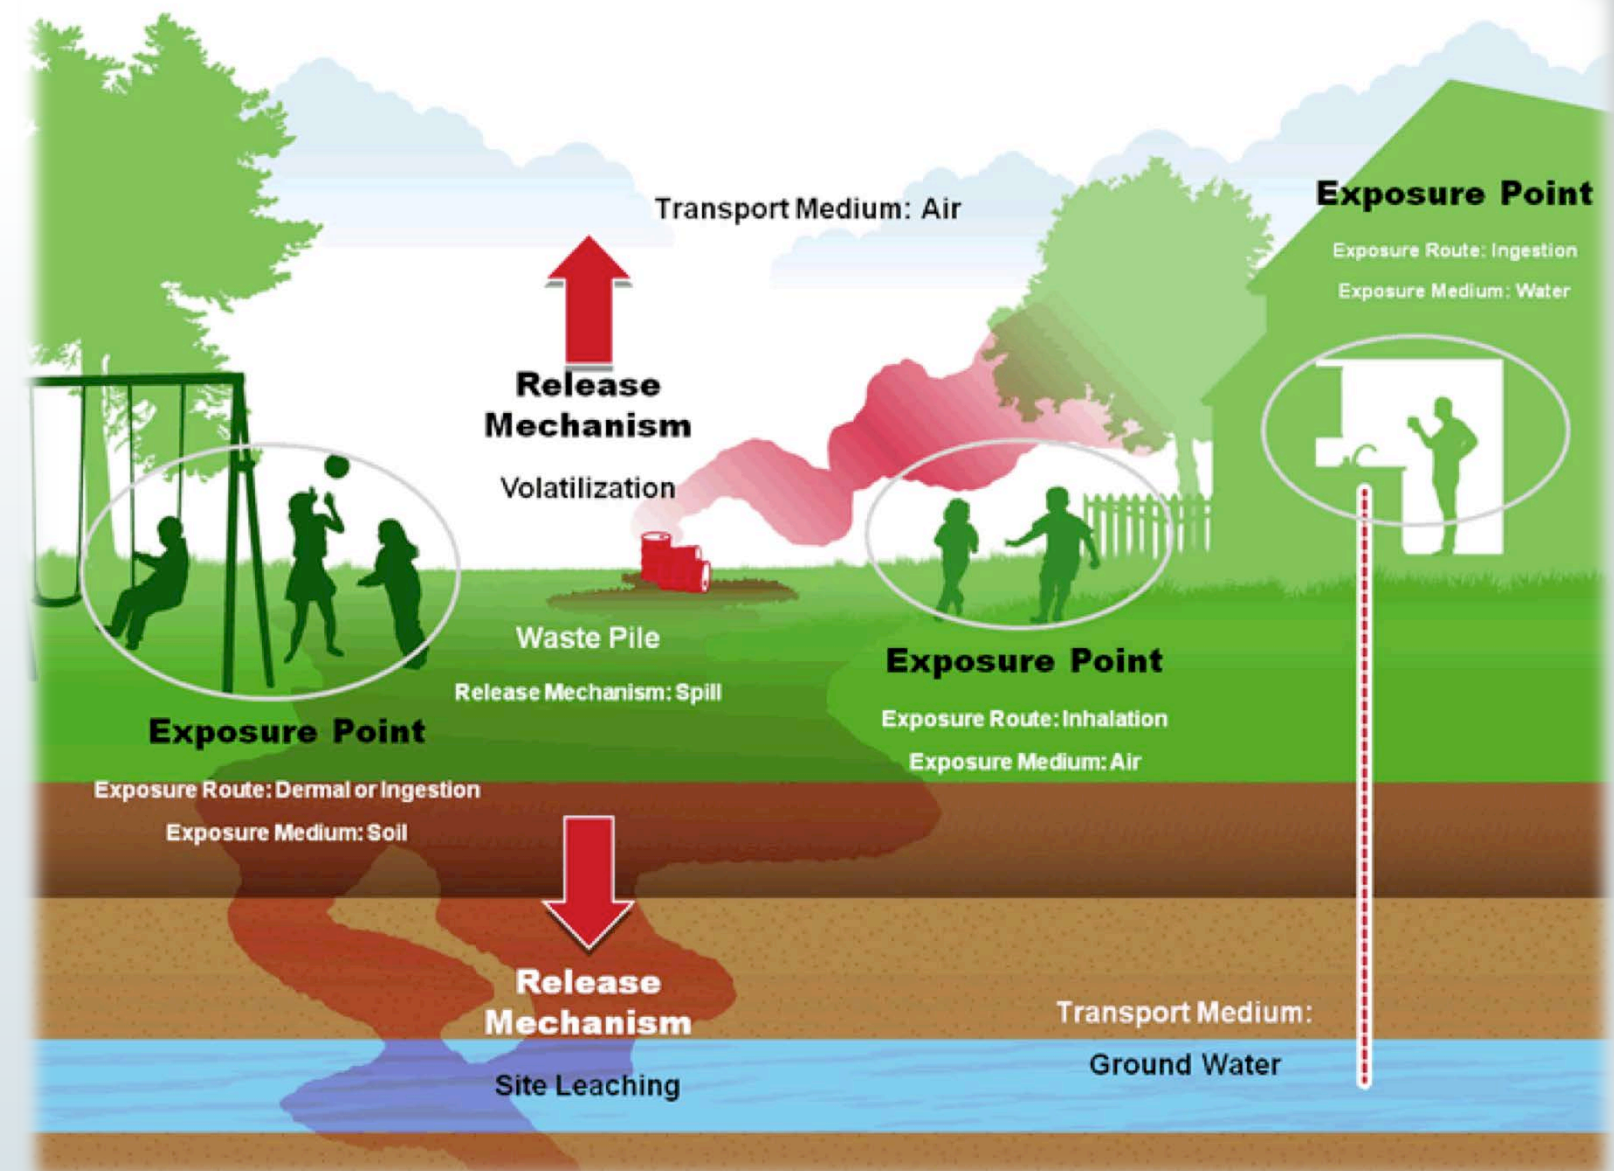 Transport Medium: Air
Exposure Point
Exposure Route: Ingestion
Exposure Medium: Water
Release
Mechanism
Volatilization
Waste Pile
Release Mechanism: Spill
Exposure Point
Exposure Route: Inhalation
Exposure Medium: Air
Exposure Point
Exposure Route: Dermal or Ingestion
Exposure Medium: Soil
Release
Mechanism
Site Leaching
Transport Medium:
Ground Water